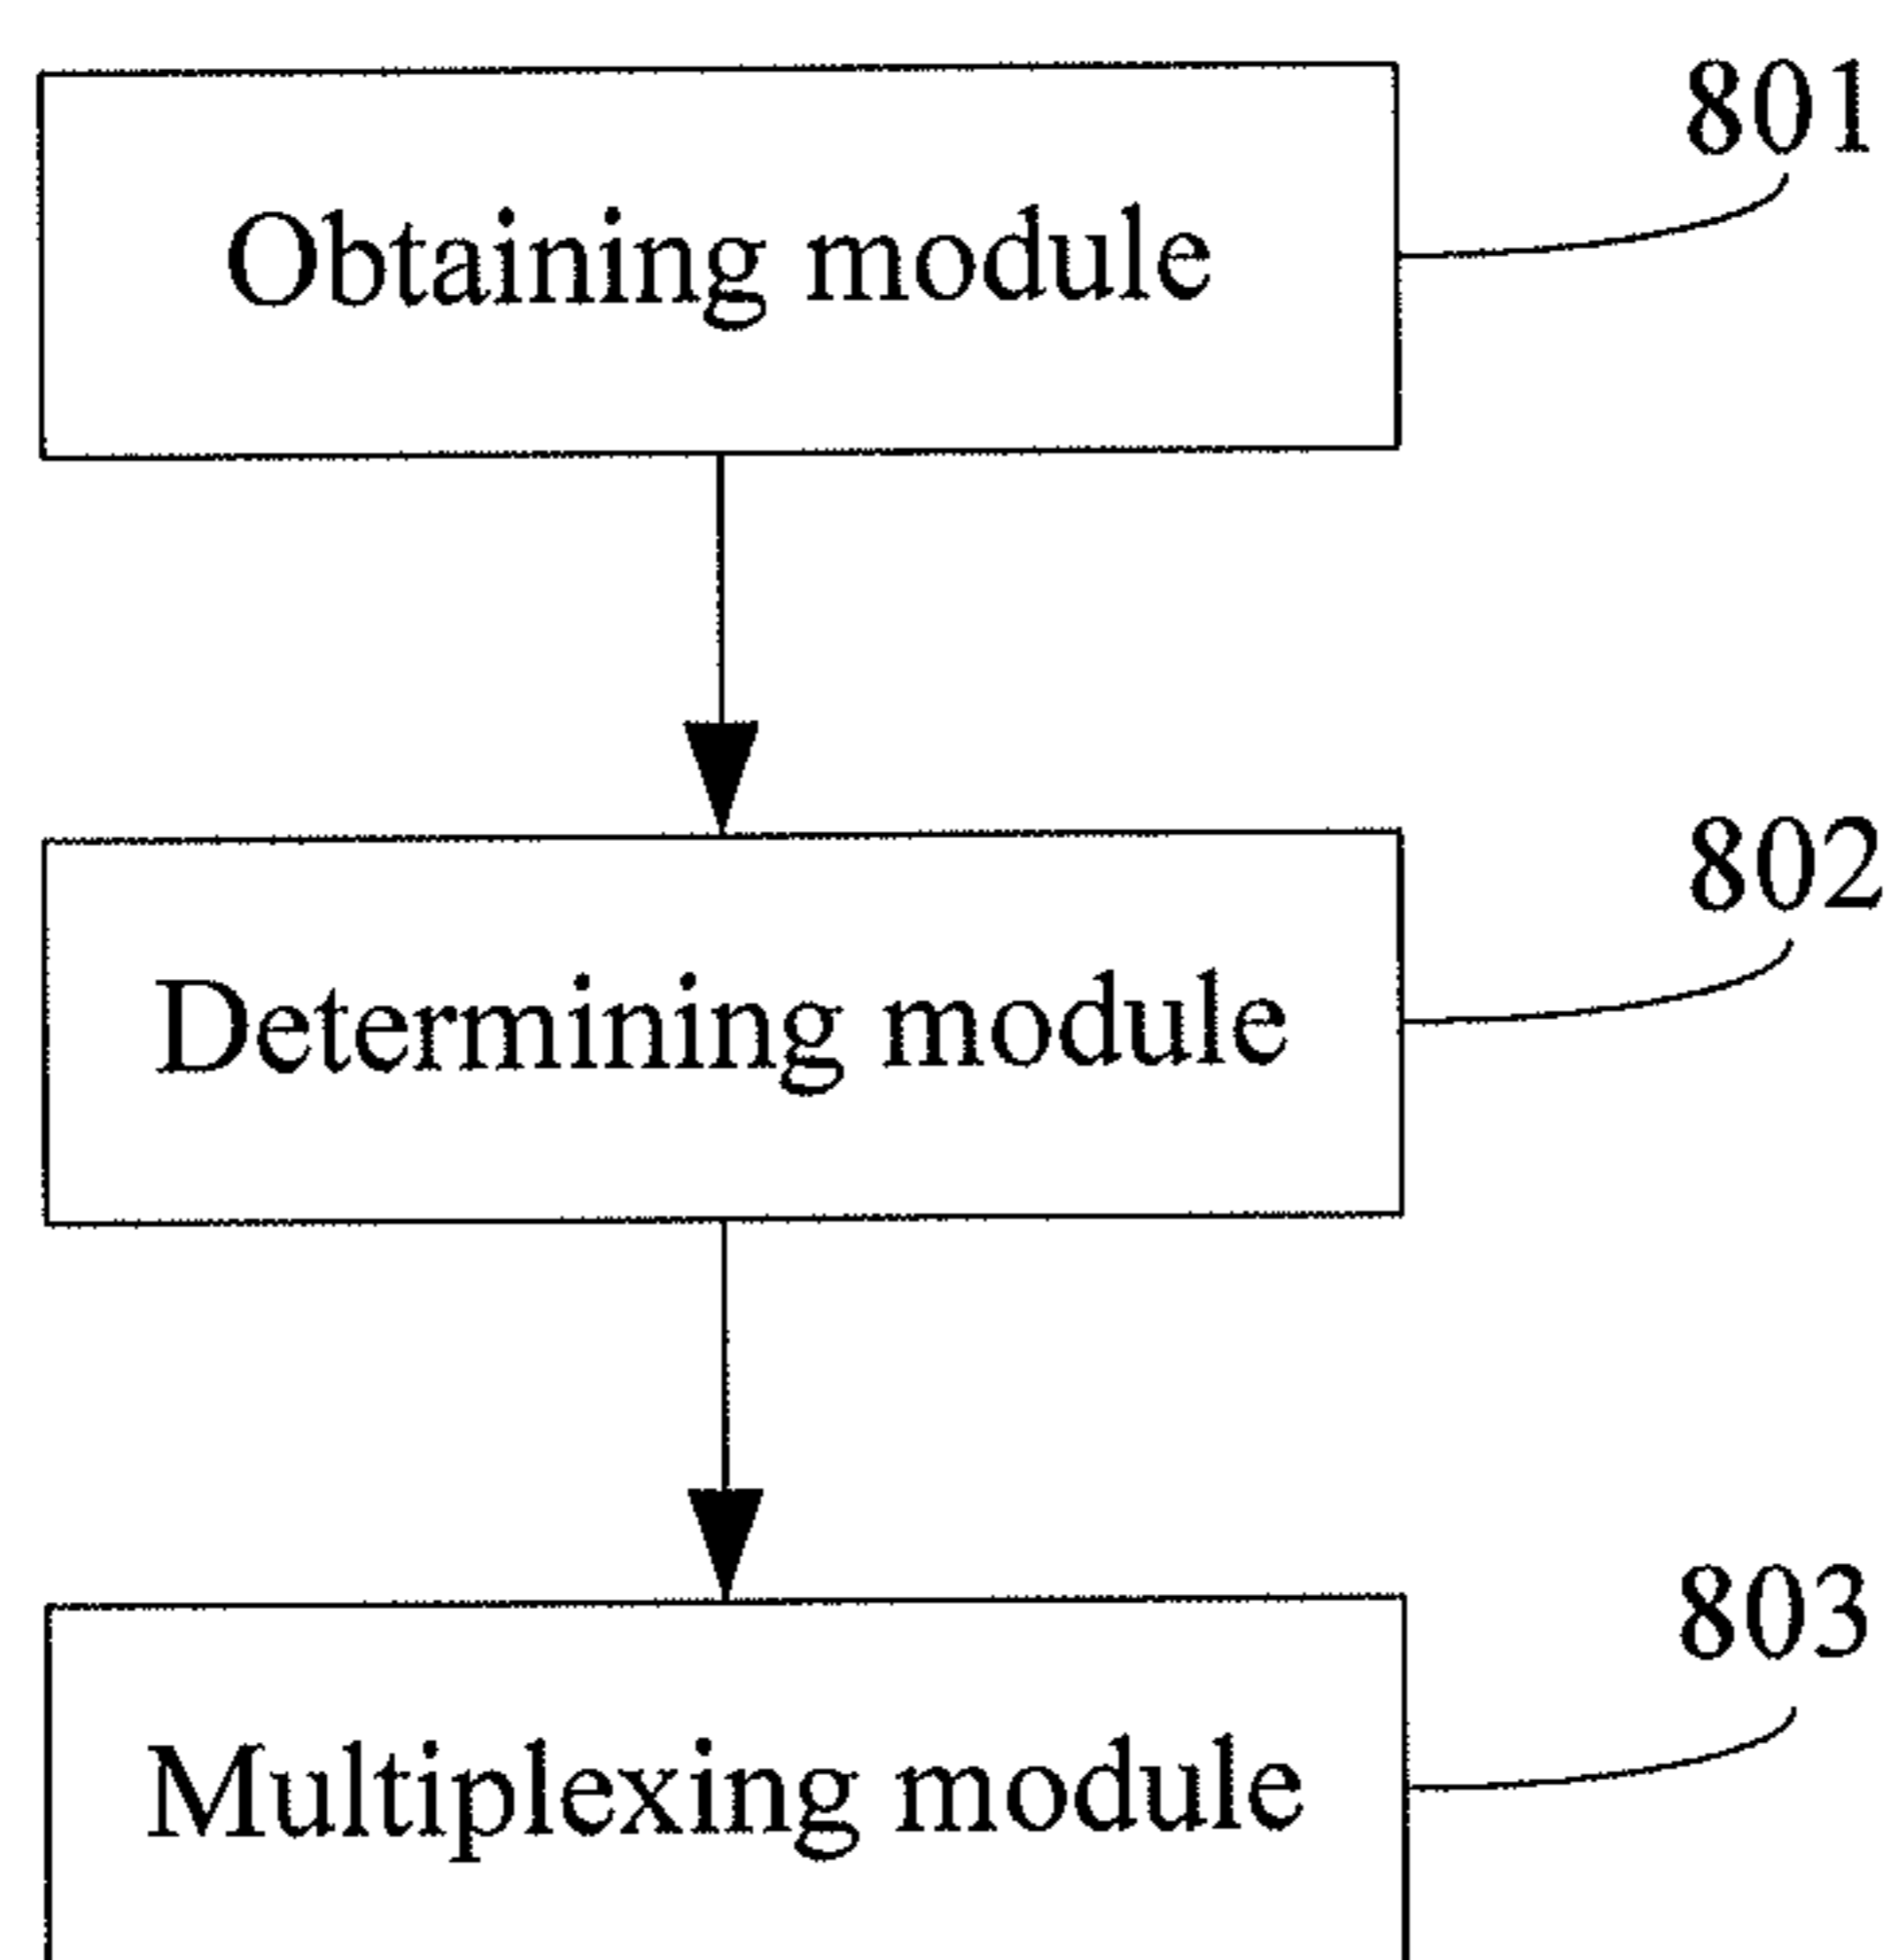 801
Obtaining module
802
Determining module
803
Multiplexing module